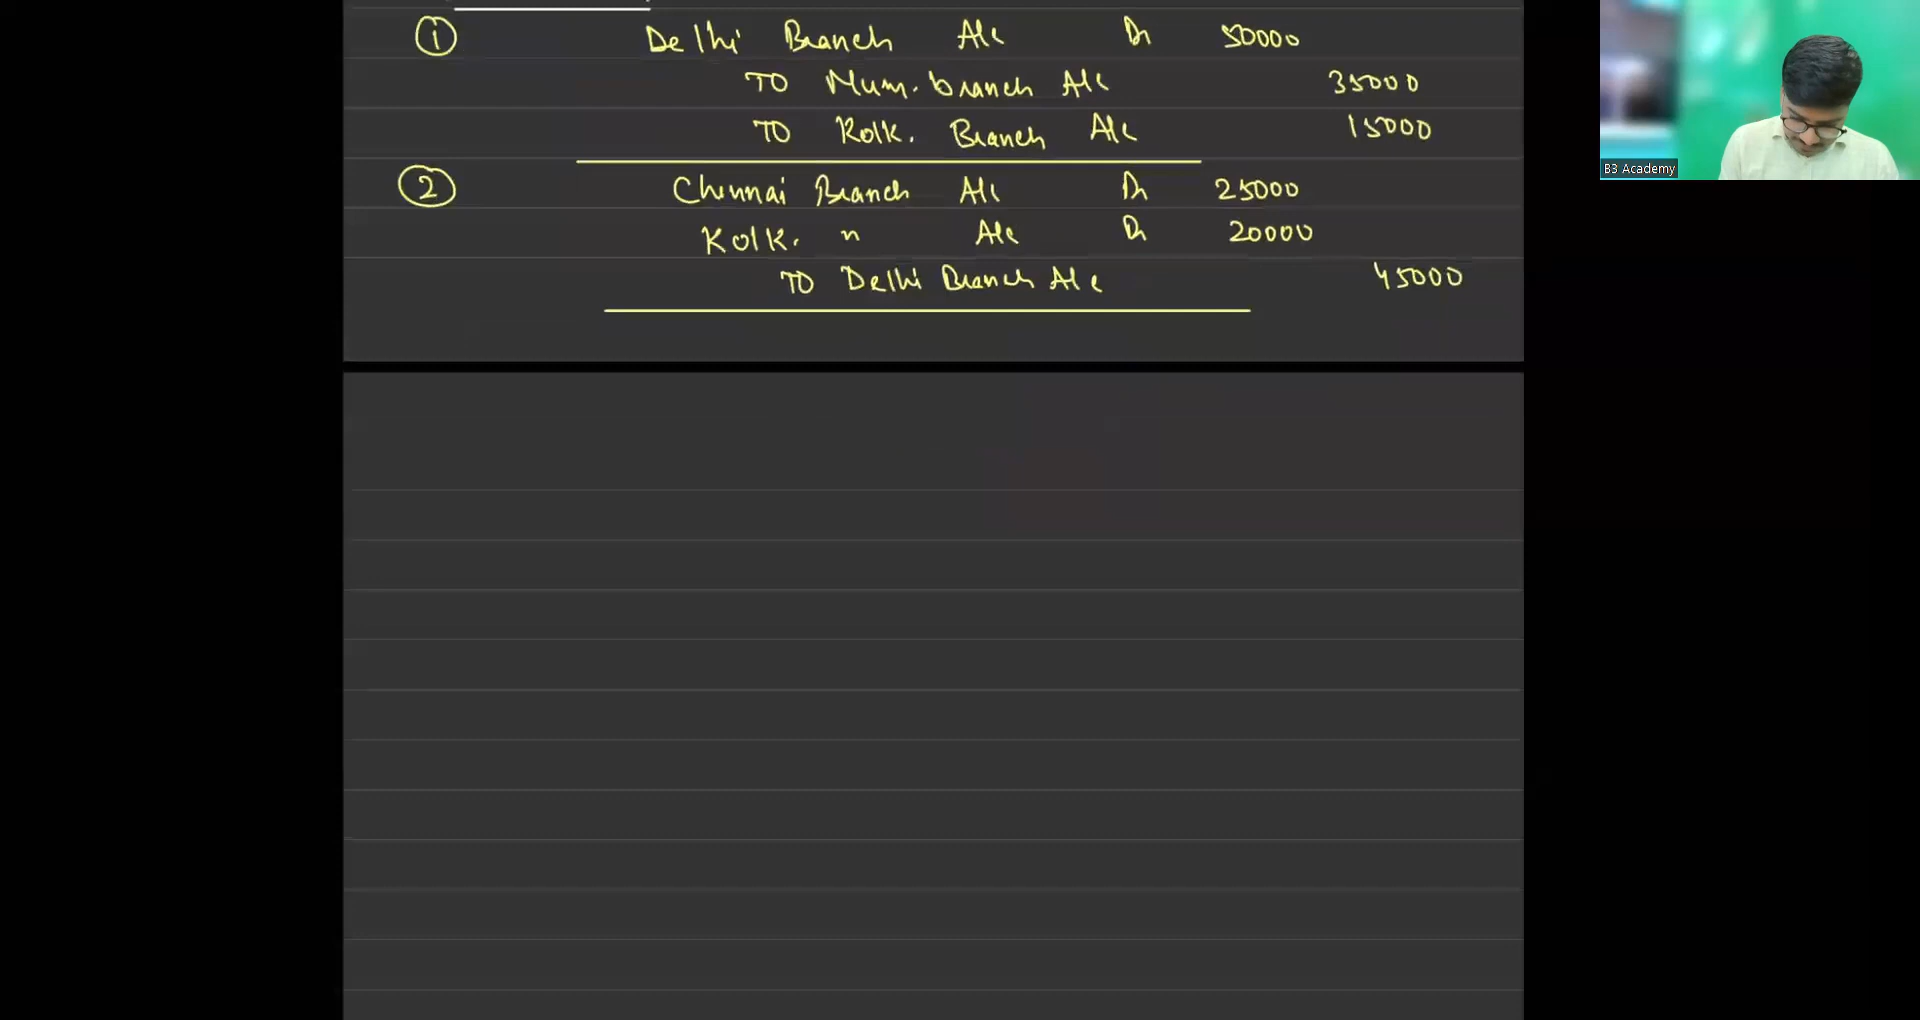 ① Delhi Branch A/c Dr 50000
TO Mum. branch A/c 35000
TO Kolk. Branch A/c 15000
② Chennai Branch A/c Dr 25000
Kolk. " A/c Dr 20000
TO Delhi Branch A/c 45000
B3 Academy